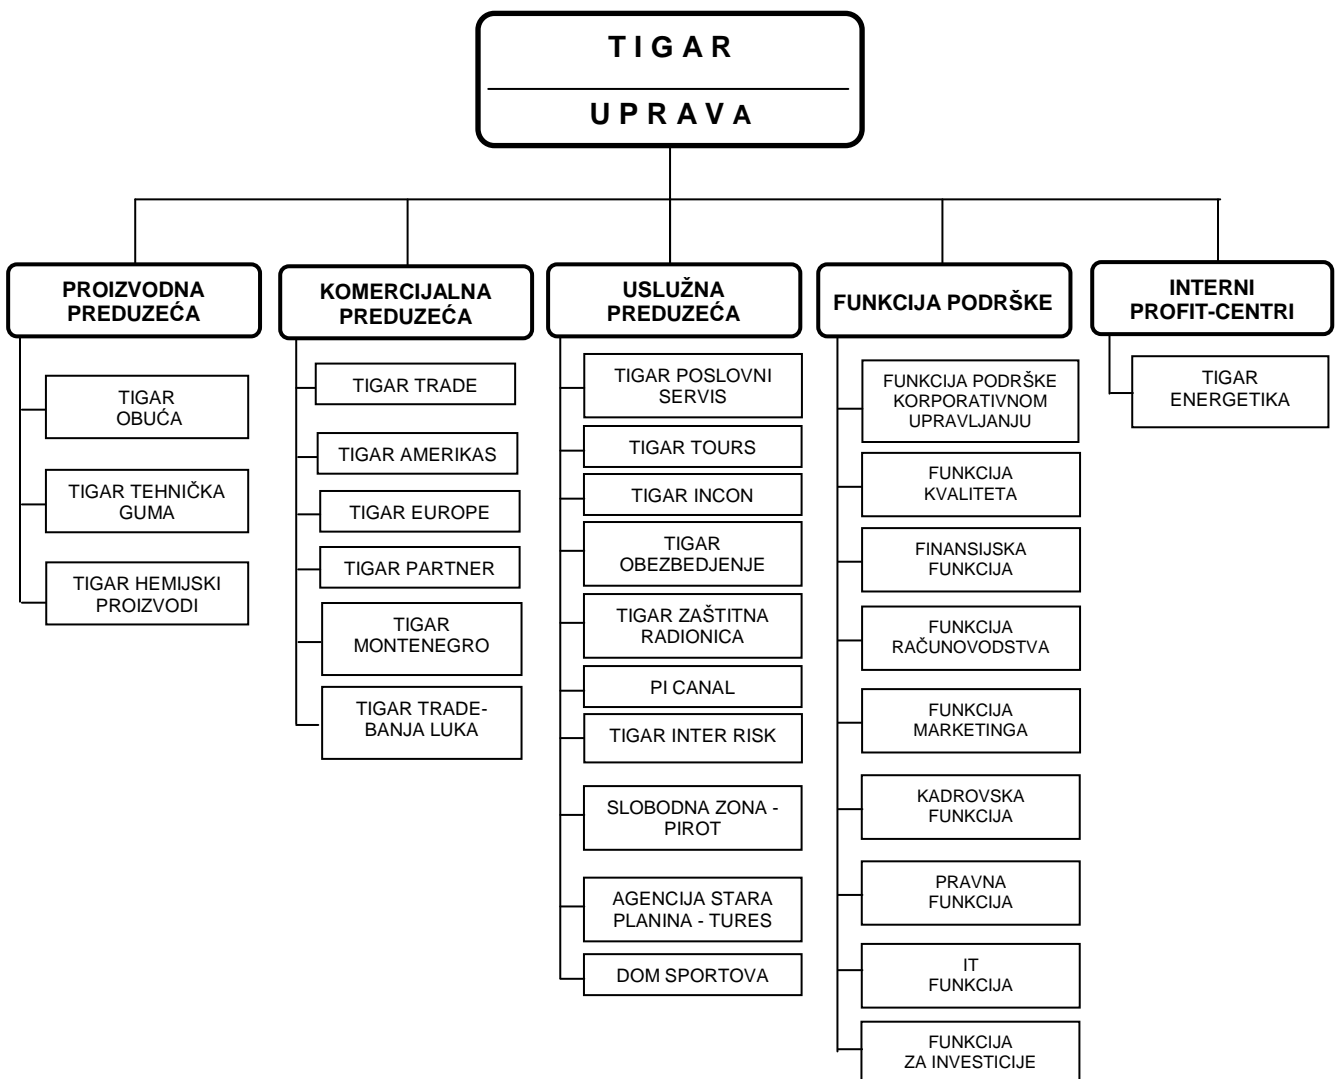 T I G A R
U P R A V A
PROIZVODNA
PREDUZEĆA
TIGAR
OBUĆA
TIGAR TEHNIČKA
GUMA
TIGAR HEMIJSKI
PROIZVODI
KOMERCIJALNA
PREDUZEĆA
TIGAR TRADE
TIGAR AMERIKAS
TIGAR EUROPE
TIGAR PARTNER
TIGAR
MONTENEGRO
TIGAR TRADE-
BANJA LUKA
USLUŽNA
PREDUZEĆA
TIGAR POSLOVNI
SERVIS
TIGAR TOURS
TIGAR INCON
TIGAR
OBEZBEDJENJE
TIGAR ZAŠTITNA
RADIONICA
PI CANAL
TIGAR INTER RISK
SLOBODNA ZONA -
PIROT
AGENCIJA STARA
PLANINA - TURES
DOM SPORTOVA
FUNKCIJA PODRŠKE
FUNKCIJA PODRŠKE
KORPORATIVNOM
UPRAVLJANJU
FUNKCIJA
KVALITETA
FINANSIJSKA
FUNKCIJA
FUNKCIJA
RAČUNOVODSTVA
FUNKCIJA
MARKETINGA
KADROVSKA
FUNKCIJA
PRAVNA
FUNKCIJA
IT
FUNKCIJA
FUNKCIJA
ZA INVESTICIJE
INTERNI
PROFIT-CENTRI
TIGAR
ENERGETIKA